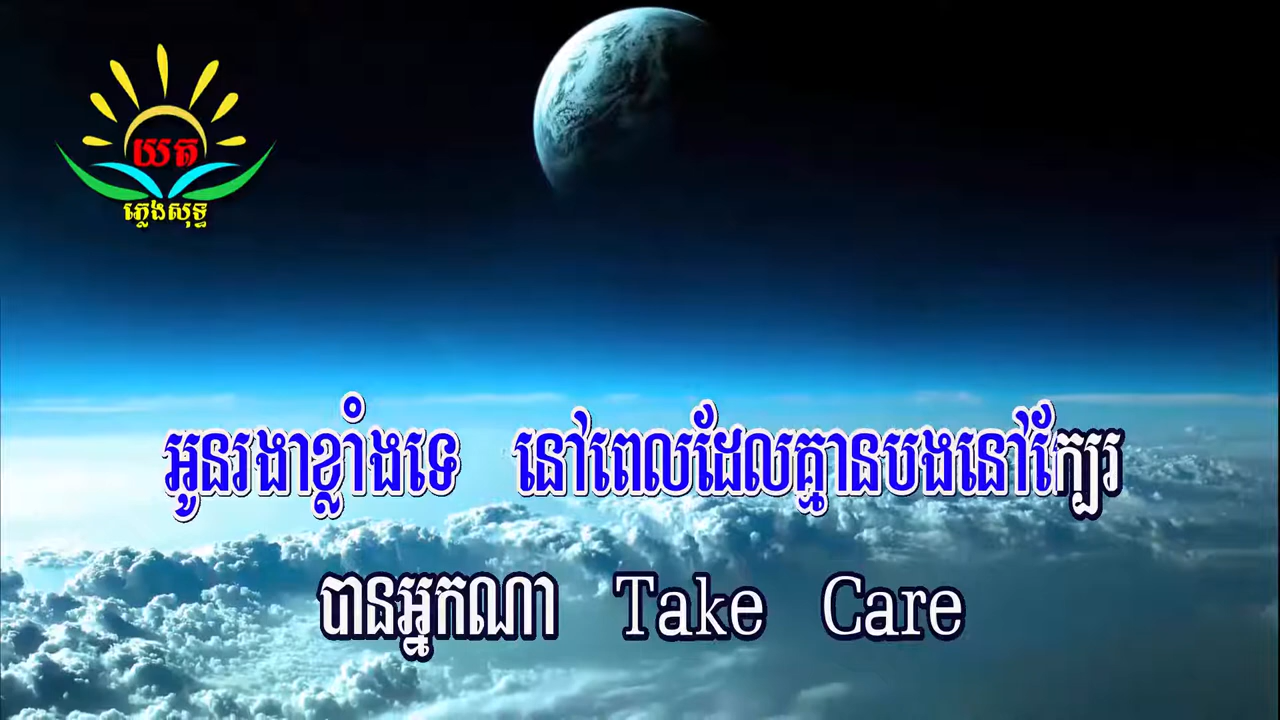 យត
ភ្លេងសុទ្ធ
អូនរងាខ្លាំងទេ នៅពេលដែលគ្មានបងនៅក្បែរ
បានអ្នកណា Take Care